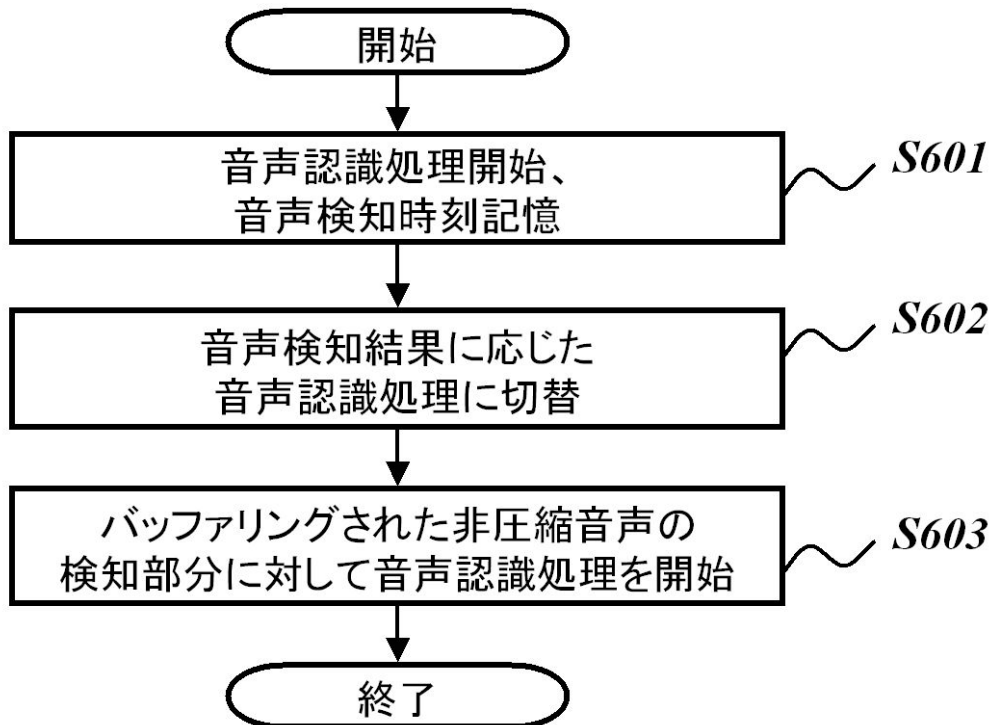 開始
音声認識処理開始、
音声検知時刻記憶
S601
音声検知結果に応じた
音声認識処理に切替
S602
バッファリングされた非圧縮音声の
検知部分に対して音声認識処理を開始
S603
終了